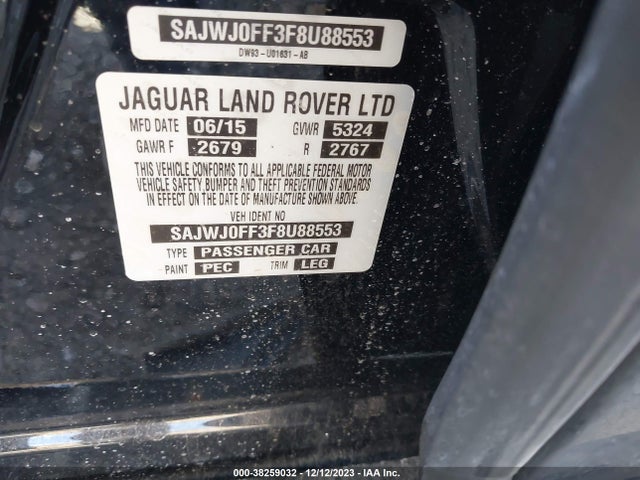 SAJWJ0FF3F8U88553
DW93-U01631-AB
JAGUAR LAND ROVER LTD
MFD DATE 06/15 GVWR 5324
GAWR F 2679 R 2767
THIS VEHICLE CONFORMS TO ALL APPLICABLE FEDERAL MOTOR
VEHICLE SAFETY,BUMPER AND THEFT PREVENTION STANDARDS
IN EFFECT ON THE DATE OF MANUFACTURE SHOWN ABOVE.
VEH IDENT NO
SAJWJ0FF3F8U88553
TYPE PASSENGER CAR
PAINT PEC TRIM LEG
000-38259032 - 12/12/2023 - IAA Inc.